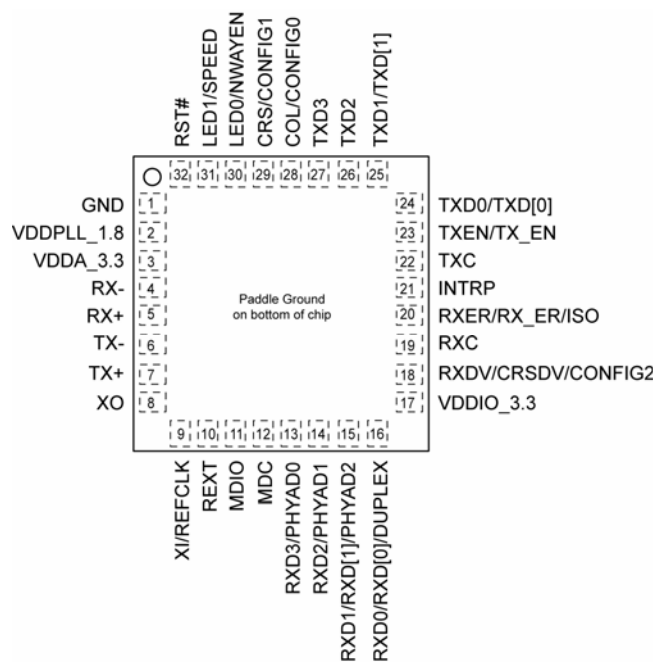 RST#
LED1/SPEED
LED0/NWAYEN
CRS/CONFIG1
COL/CONFIG0
TXD3
TXD2
TXD1/TXD[1]
32 31 30 29 28 27 26 25
GND 1
VDDPLL_1.8 2
VDDA_3.3 3
RX- 4
RX+ 5
TX- 6
TX+ 7
XO 8
Paddle Ground
on bottom of chip
24 TXD0/TXD[0]
23 TXEN/TX_EN
22 TXC
21 INTRP
20 RXER/RX_ER/ISO
19 RXC
18 RXDV/CRSDV/CONFIG2
17 VDDIO_3.3
9 10 11 12 13 14 15 16
XI/REFCLK
REXT
MDIO
MDC
RXD3/PHYAD0
RXD2/PHYAD1
RXD1/RXD[1]/PHYAD2
RXD0/RXD[0]/DUPLEX